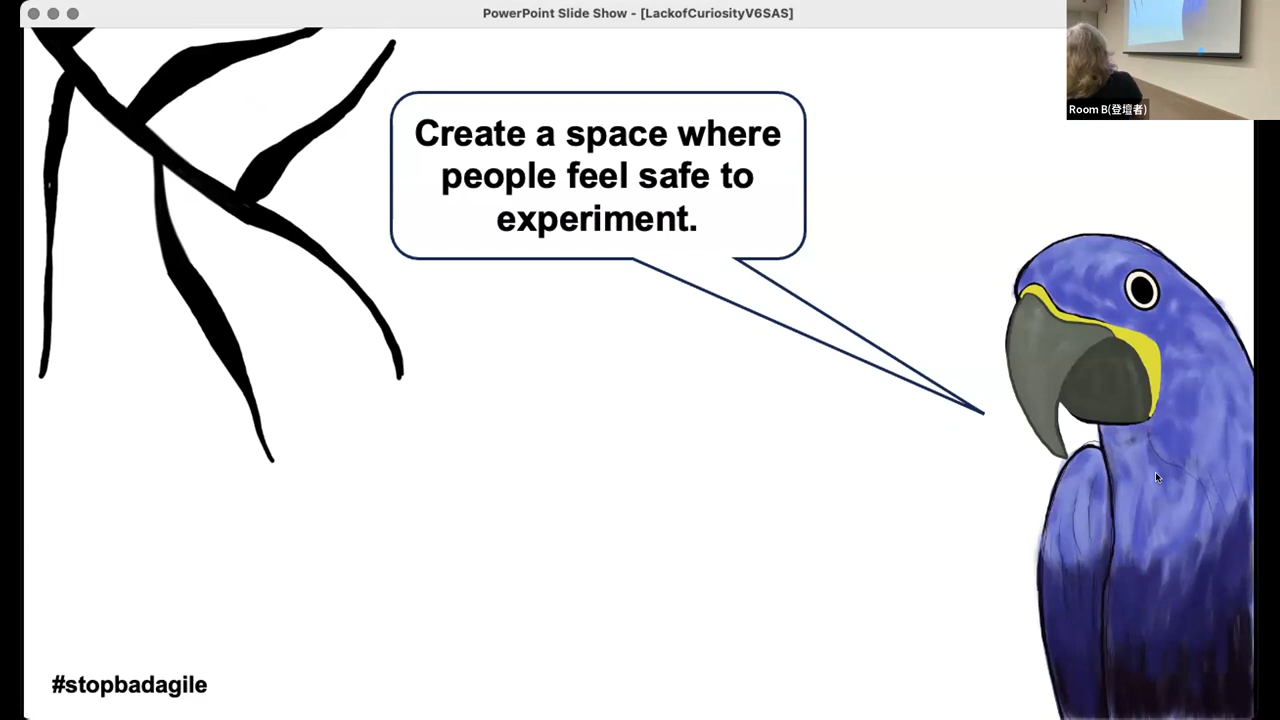 PowerPoint Slide Show - [LackofCuriosityV6SAS]
Room B(登壇者)
Create a space where
people feel safe to
experiment.
#stopbadagile